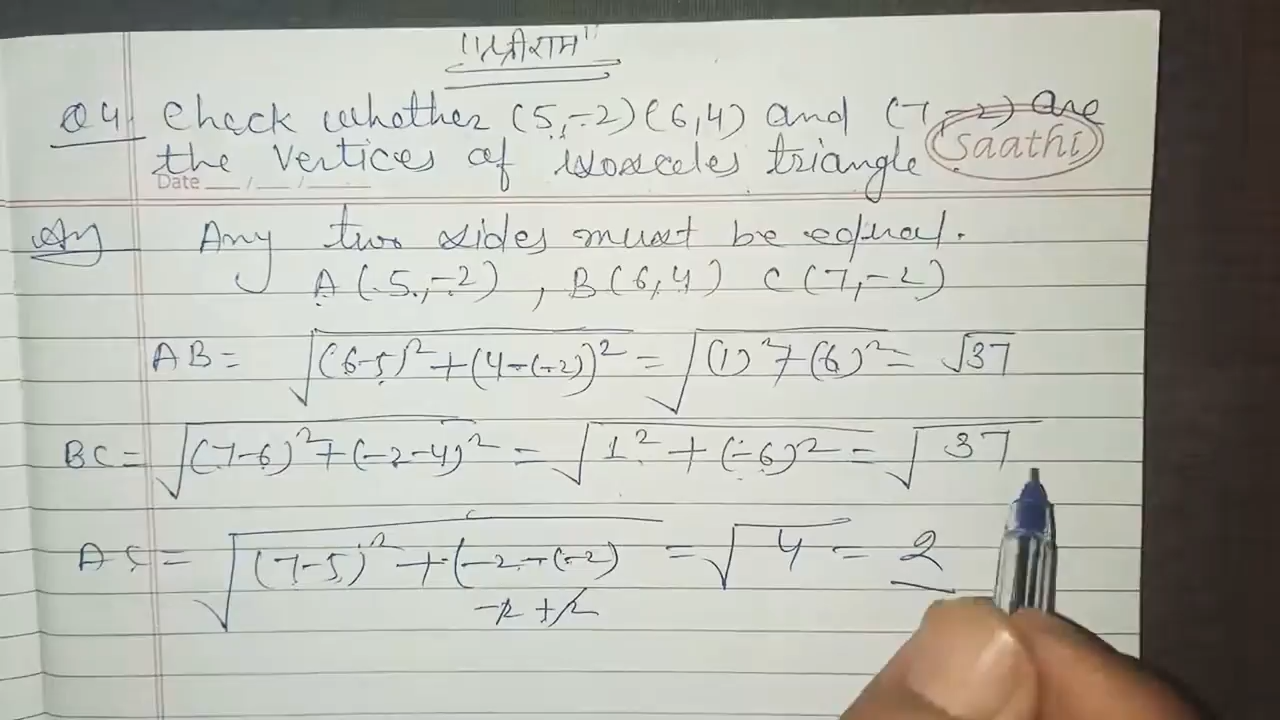 "श्रीराम"
Q4 Check whether (5,-2)(6,4) and (7,-2) are
saathi
the vertices of isosceles triangle.
Date __/__/____
Any two sides must be equal.
A(5,-2) , B(6,4) C(7,-2)
AB = √(6-5)²+(4-(-2))² = √(1)²+(6)² = √37
BC = √(7-6)²+(-2-4)² = √1²+(-6)² = √37
AC = √(7-5)²+(-2-(-2) = √4 = 2
-2+2